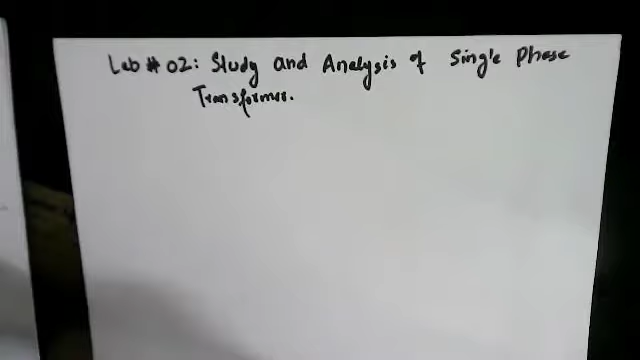 Lab # 02: Study and Analysis of Single Phase
Transformer.